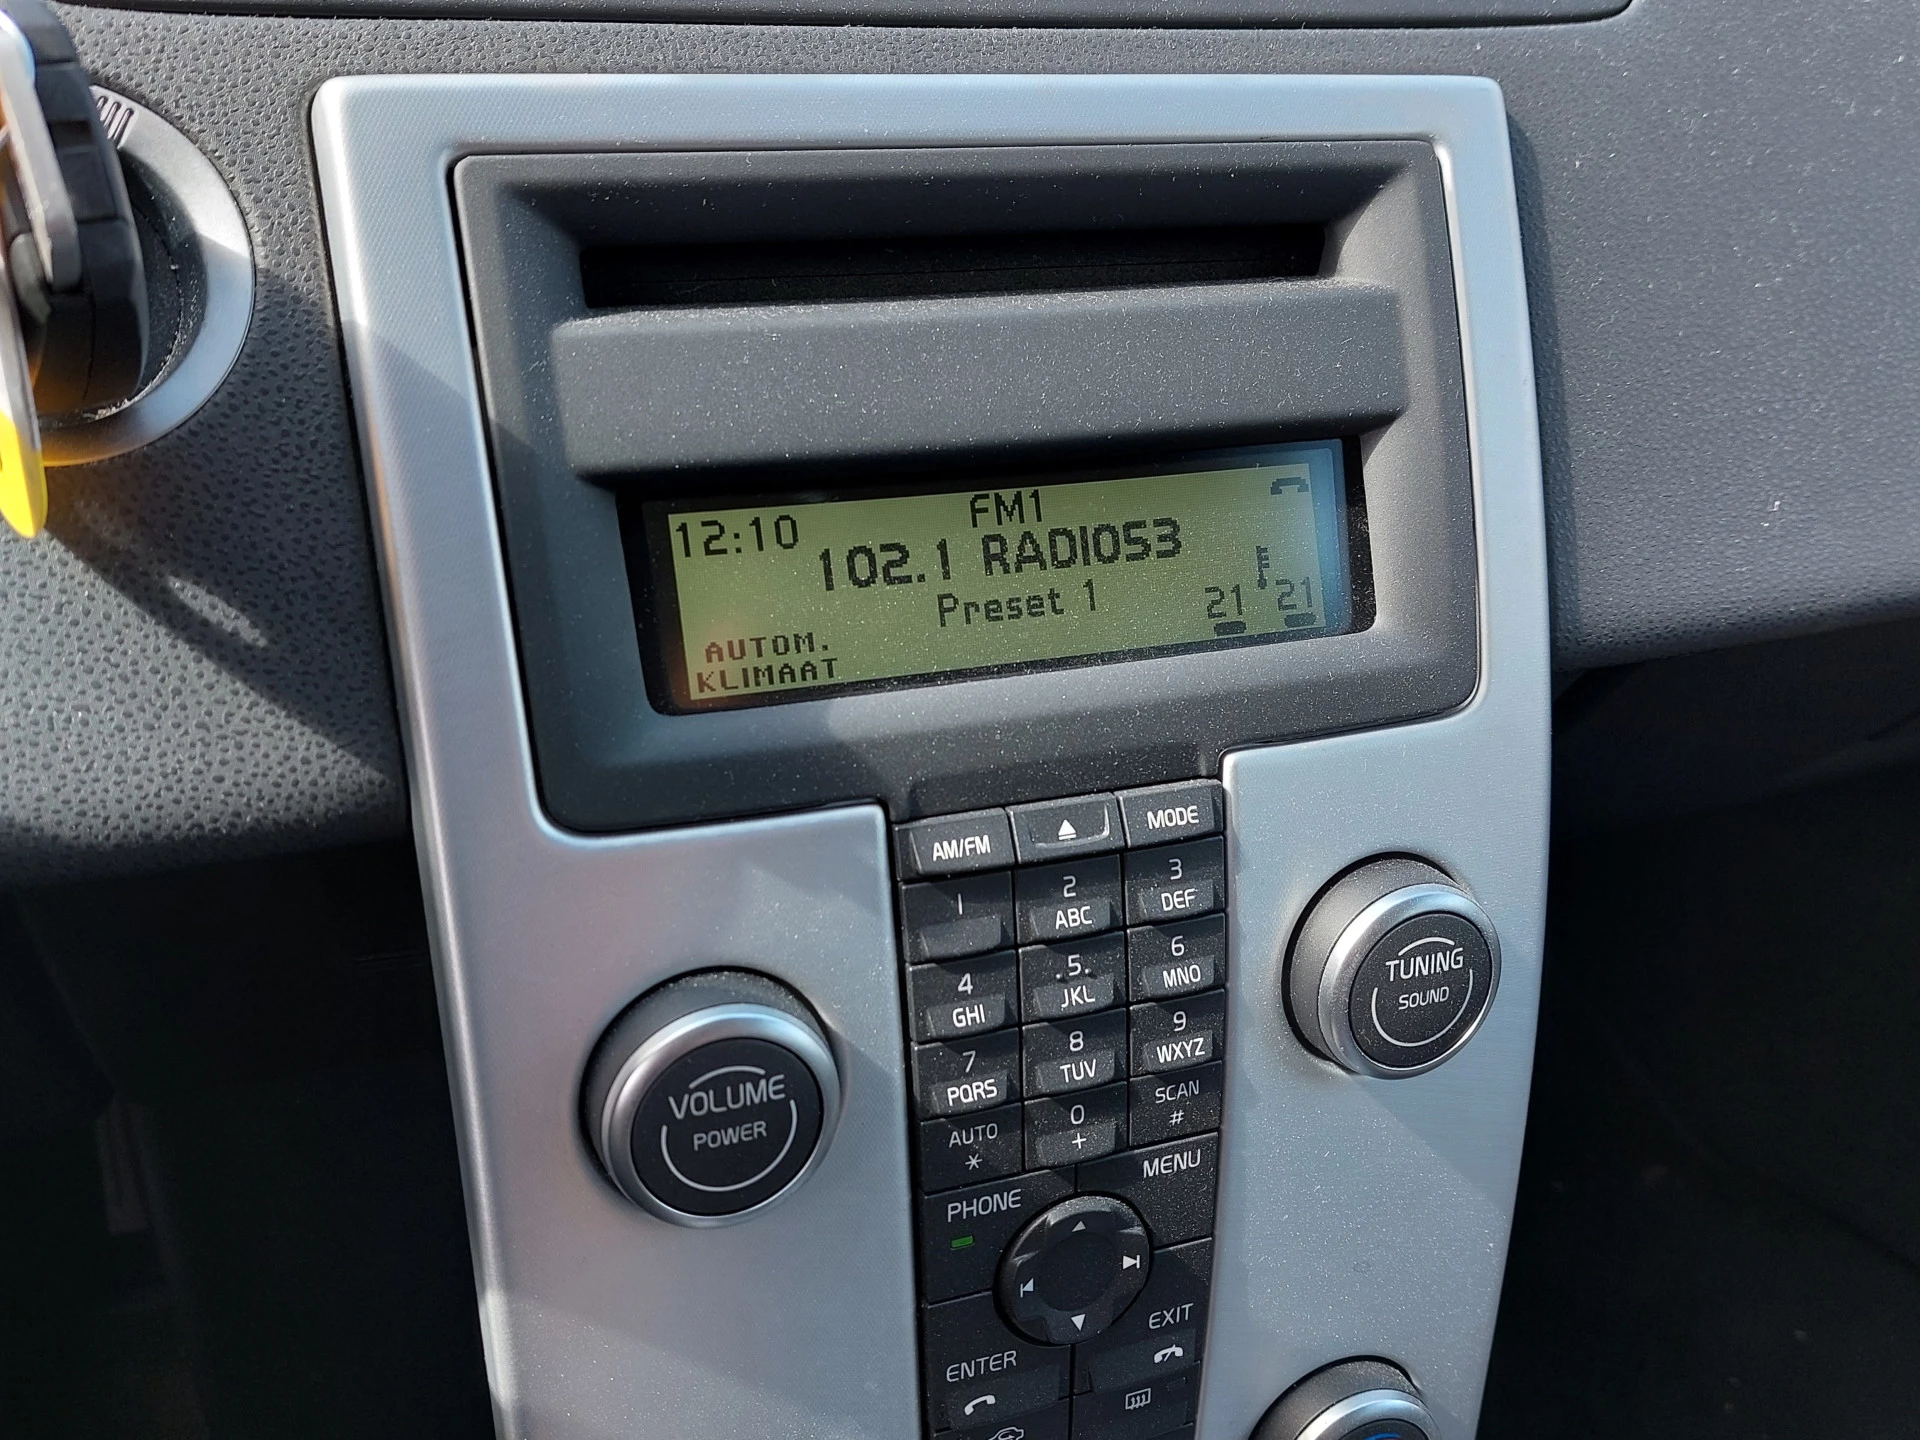 12:10 FM1
102.1 RADIOS3
Preset 1
21 21
AUTOM.
KLIMAAT
AM/FM MODE
1 2 3
ABC DEF
4 .5. 6
GHI JKL MNO
7 8 9
PQRS TUV WXYZ
AUTO 0 SCAN
* + #
VOLUME
POWER
TUNING
SOUND
PHONE MENU
ENTER EXIT